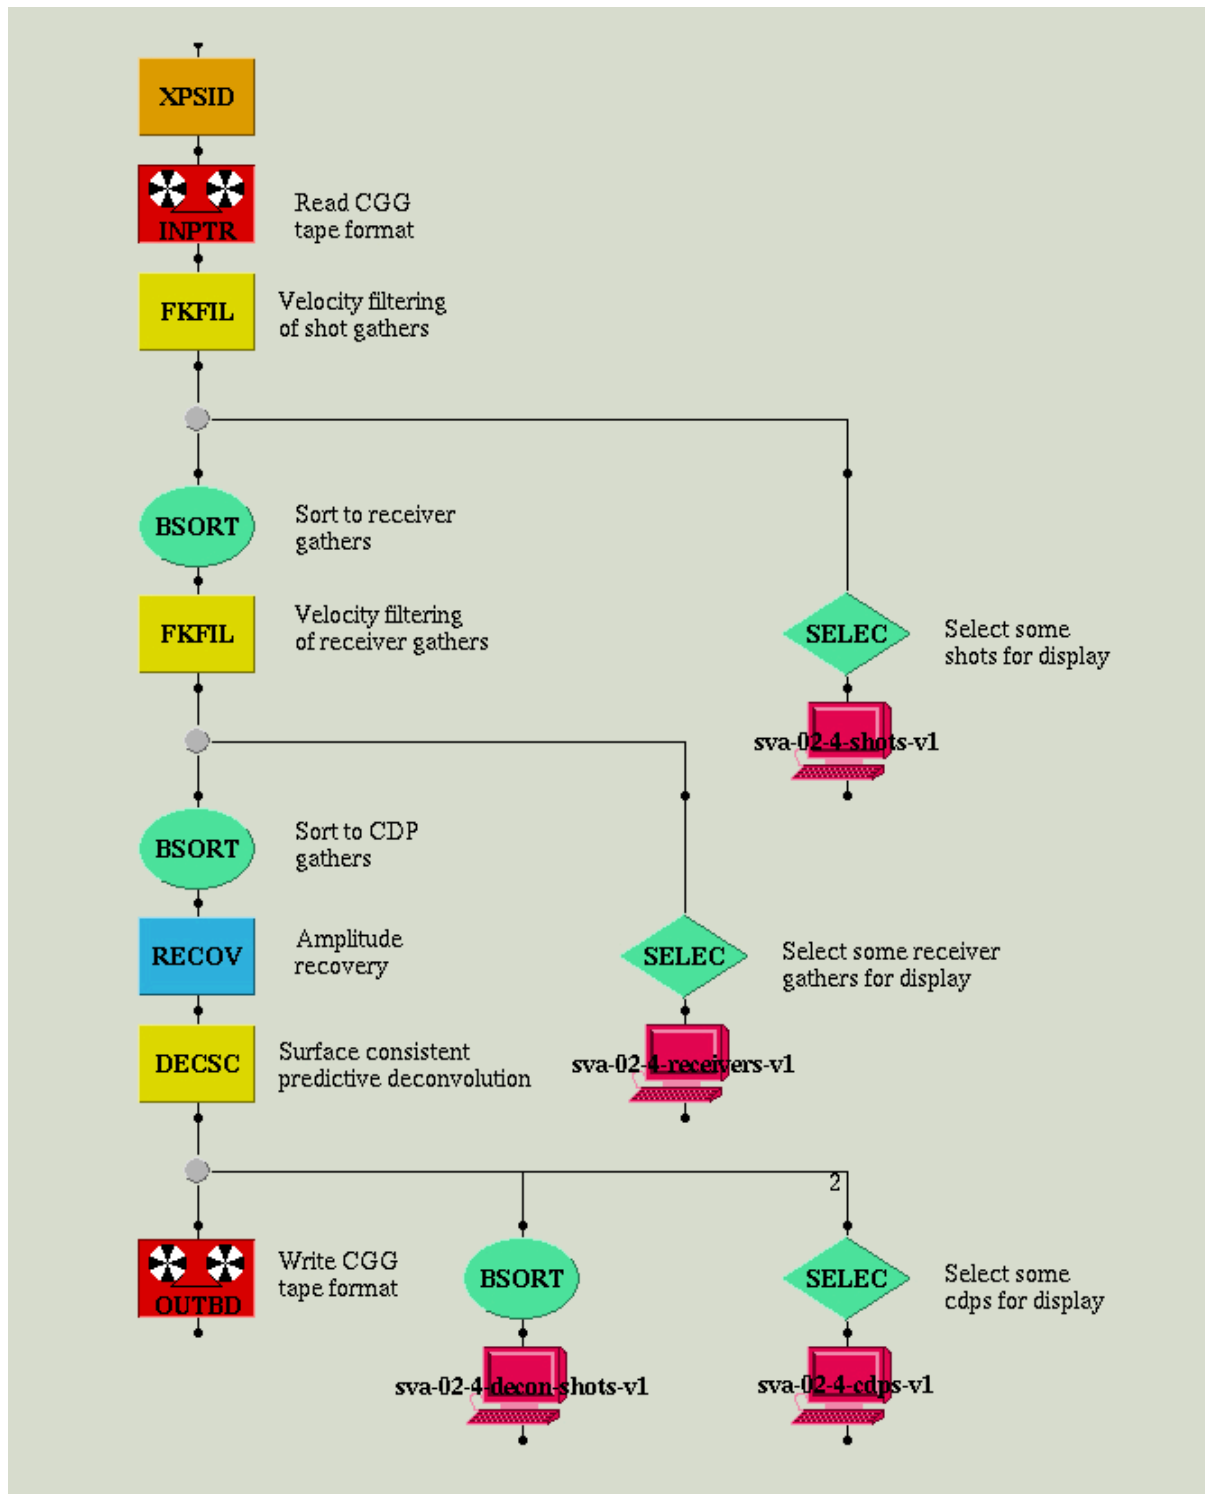 XPSID
INPTR
Read CGG
tape format
FKFIL
Velocity filtering
of shot gathers
BSORT
Sort to receiver
gathers
FKFIL
Velocity filtering
of receiver gathers
SELEC
Select some
shots for display
sva-02-4-shots-v1
BSORT
Sort to CDP
gathers
RECOV
Amplitude
recovery
SELEC
Select some receiver
gathers for display
DECSC
Surface consistent
predictive deconvolution
sva-02-4-receivers-v1
2
OUTBD
Write CGG
tape format
BSORT
SELEC
Select some
cdps for display
sva-02-4-decon-shots-v1
sva-02-4-cdps-v1